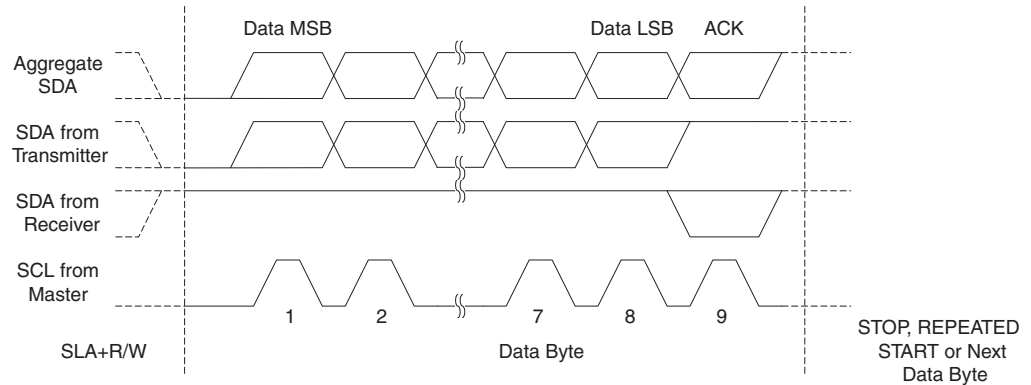 Data MSB
Data LSB
ACK
Aggregate
SDA
SDA from
Transmitter
SDA from
Receiver
SCL from
Master
1
2
7
8
9
SLA+R/W
Data Byte
STOP, REPEATED
START or Next
Data Byte